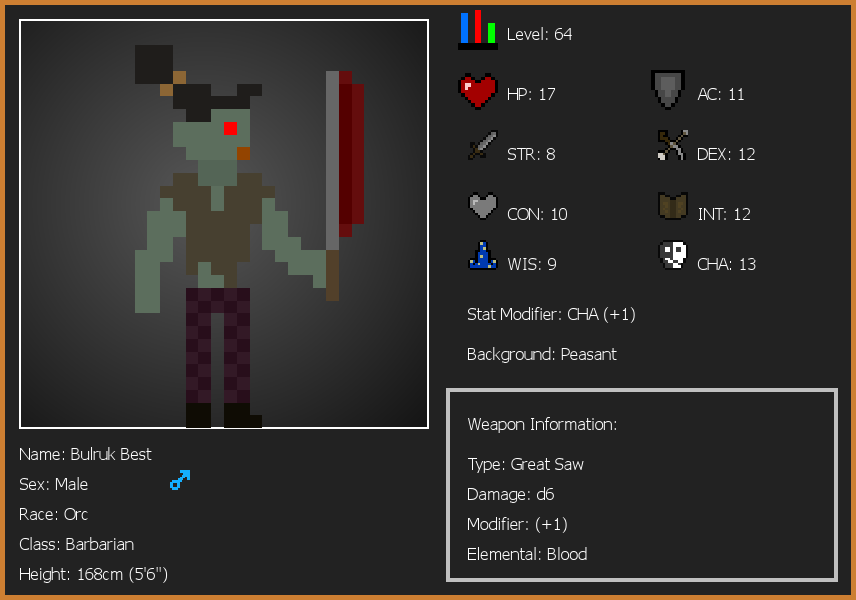 Level: 64
HP: 17
AC: 11
STR: 8
DEX: 12
CON: 10
INT: 12
WIS: 9
CHA: 13
Stat Modifier: CHA (+1)
Background: Peasant
Weapon Information:
Type: Great Saw
Damage: d6
Modifier: (+1)
Elemental: Blood
Name: Bulruk Best
Sex: Male
Race: Orc
Class: Barbarian
Height: 168cm (5'6")